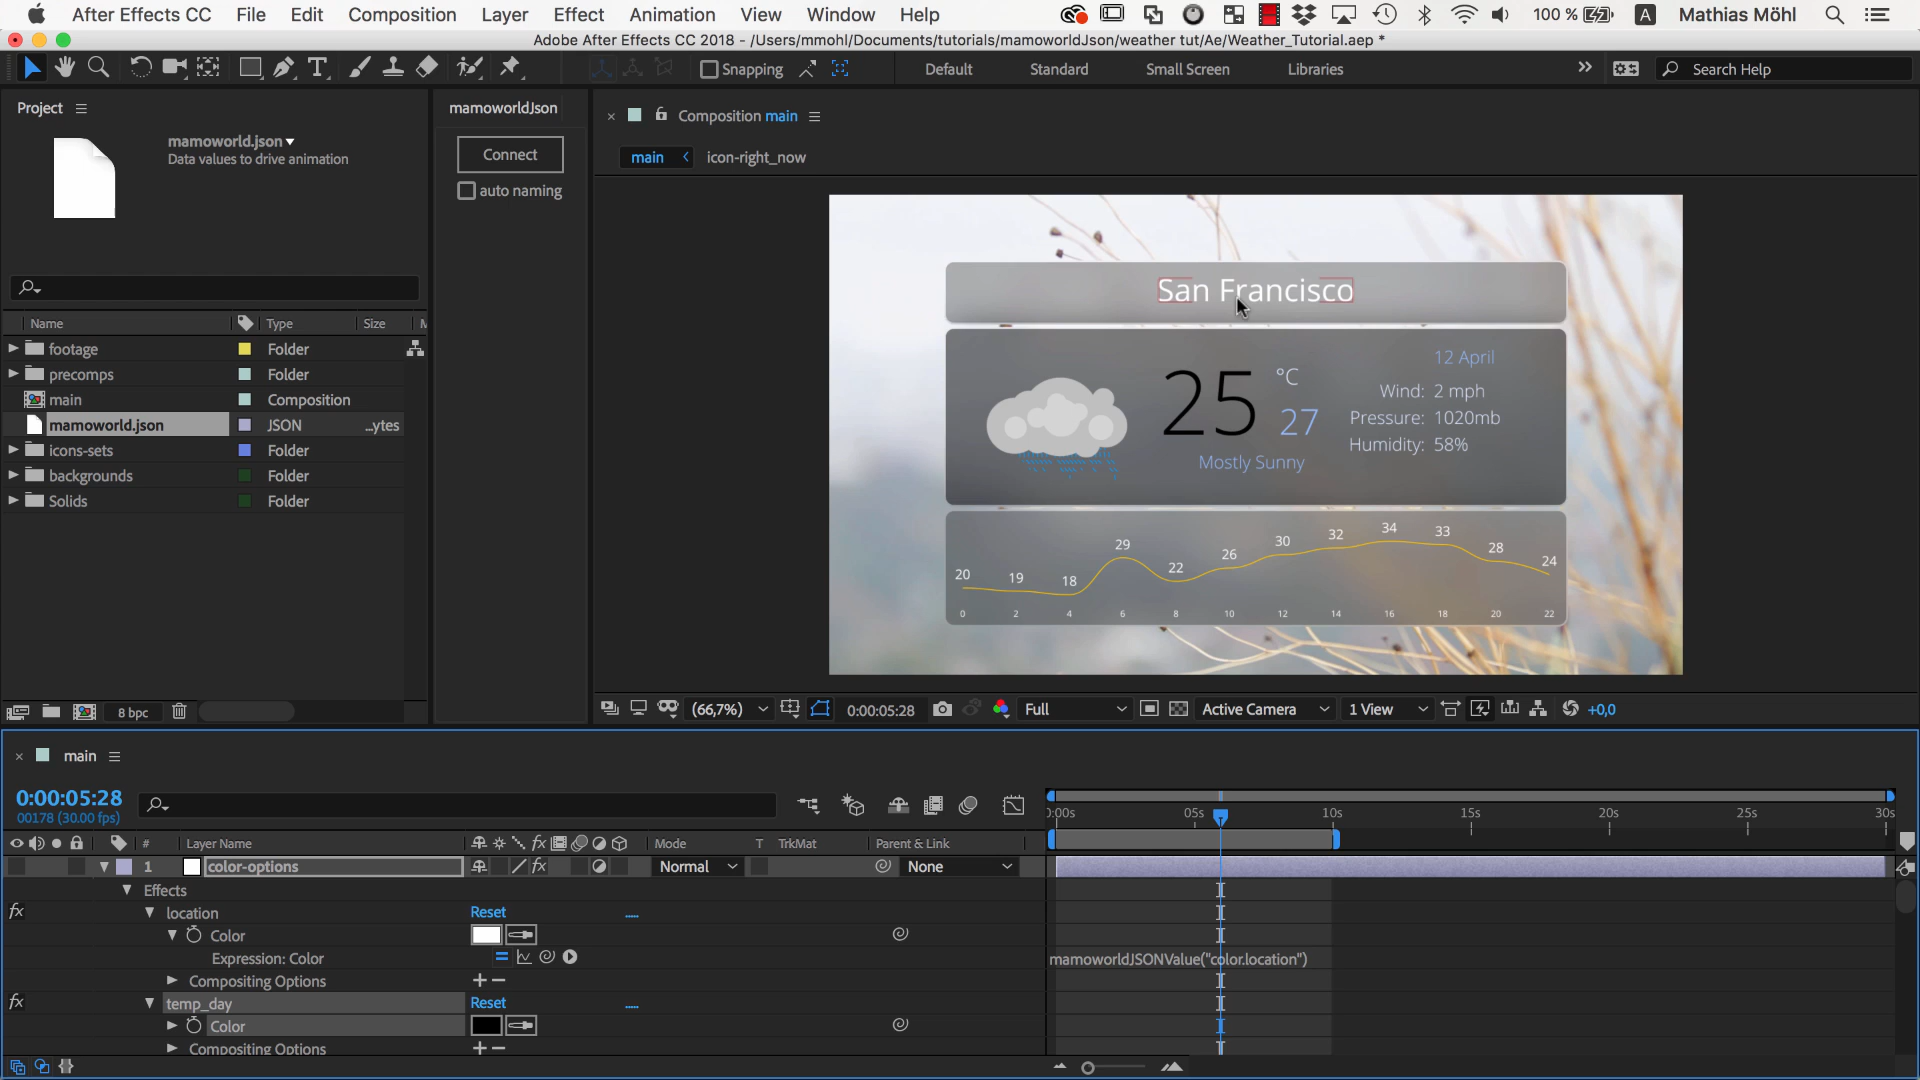 After Effects CC File Edit Composition Layer Effect Animation View Window Help 100 % A Mathias Möhl
Adobe After Effects CC 2018 - /Users/mmohl/Documents/tutorials/mamoworldJson/weather tut/Ae/Weather_Tutorial.aep *
Snapping Default Standard Small Screen Libraries Search Help
Project
mamoworld.json
Data values to drive animation
Name Type Size
footage Folder
precomps Folder
main Composition
mamoworld.json JSON ...ytes
icons-sets Folder
backgrounds Folder
Solids Folder
8 bpc
mamoworldJson
Connect
auto naming
Composition main
main icon-right_now
San Francisco
12 April
25 °C
27
Mostly Sunny
Wind: 2 mph
Pressure: 1020mb
Humidity: 58%
20 19 18 29 22 26 30 32 34 33 28 24
0 2 4 6 8 10 12 14 16 18 20 22
(66,7%) 0:00:05:28 Full Active Camera 1 View +0,0
main
0:00:05:28
00178 (30.00 fps)
0:00s 05s 10s 15s 20s 25s 30s
# Layer Name Mode T TrkMat Parent & Link
1 color-options fx Normal None
Effects
fx location Reset
Color
Expression: Color mamoworldJSONValue("color.location")
Compositing Options
fx temp_day Reset
Color
Compositing Options